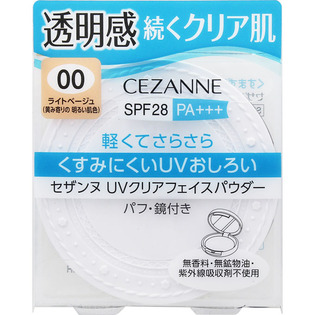 透明感 続くクリア肌
00
ライトベージュ
(黄み寄りの 明るい肌色)
CEZANNE
SPF28 PA+++
軽くてさらさら
くすみにくいUVおしろい
セザンヌ UVクリアフェイスパウダー
パフ・鏡付き
無香料・無鉱物油・
紫外線吸収剤不使用